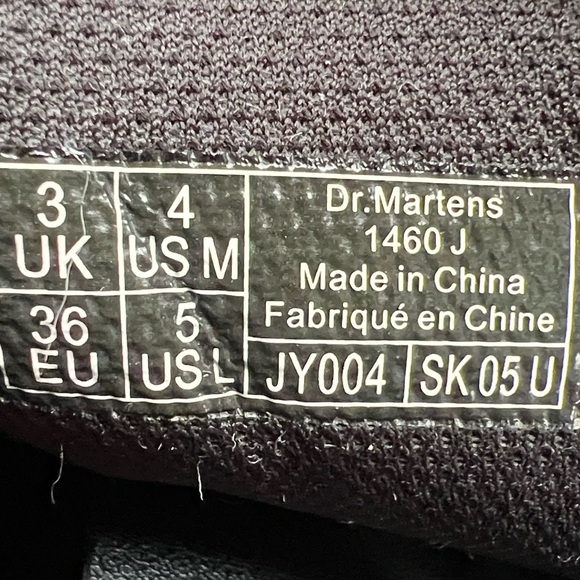 3
UK
4
US M
36
EU
5
US L
Dr.Martens
1460 J
Made in China
Fabriqué en Chine
JY004
SK 05 U